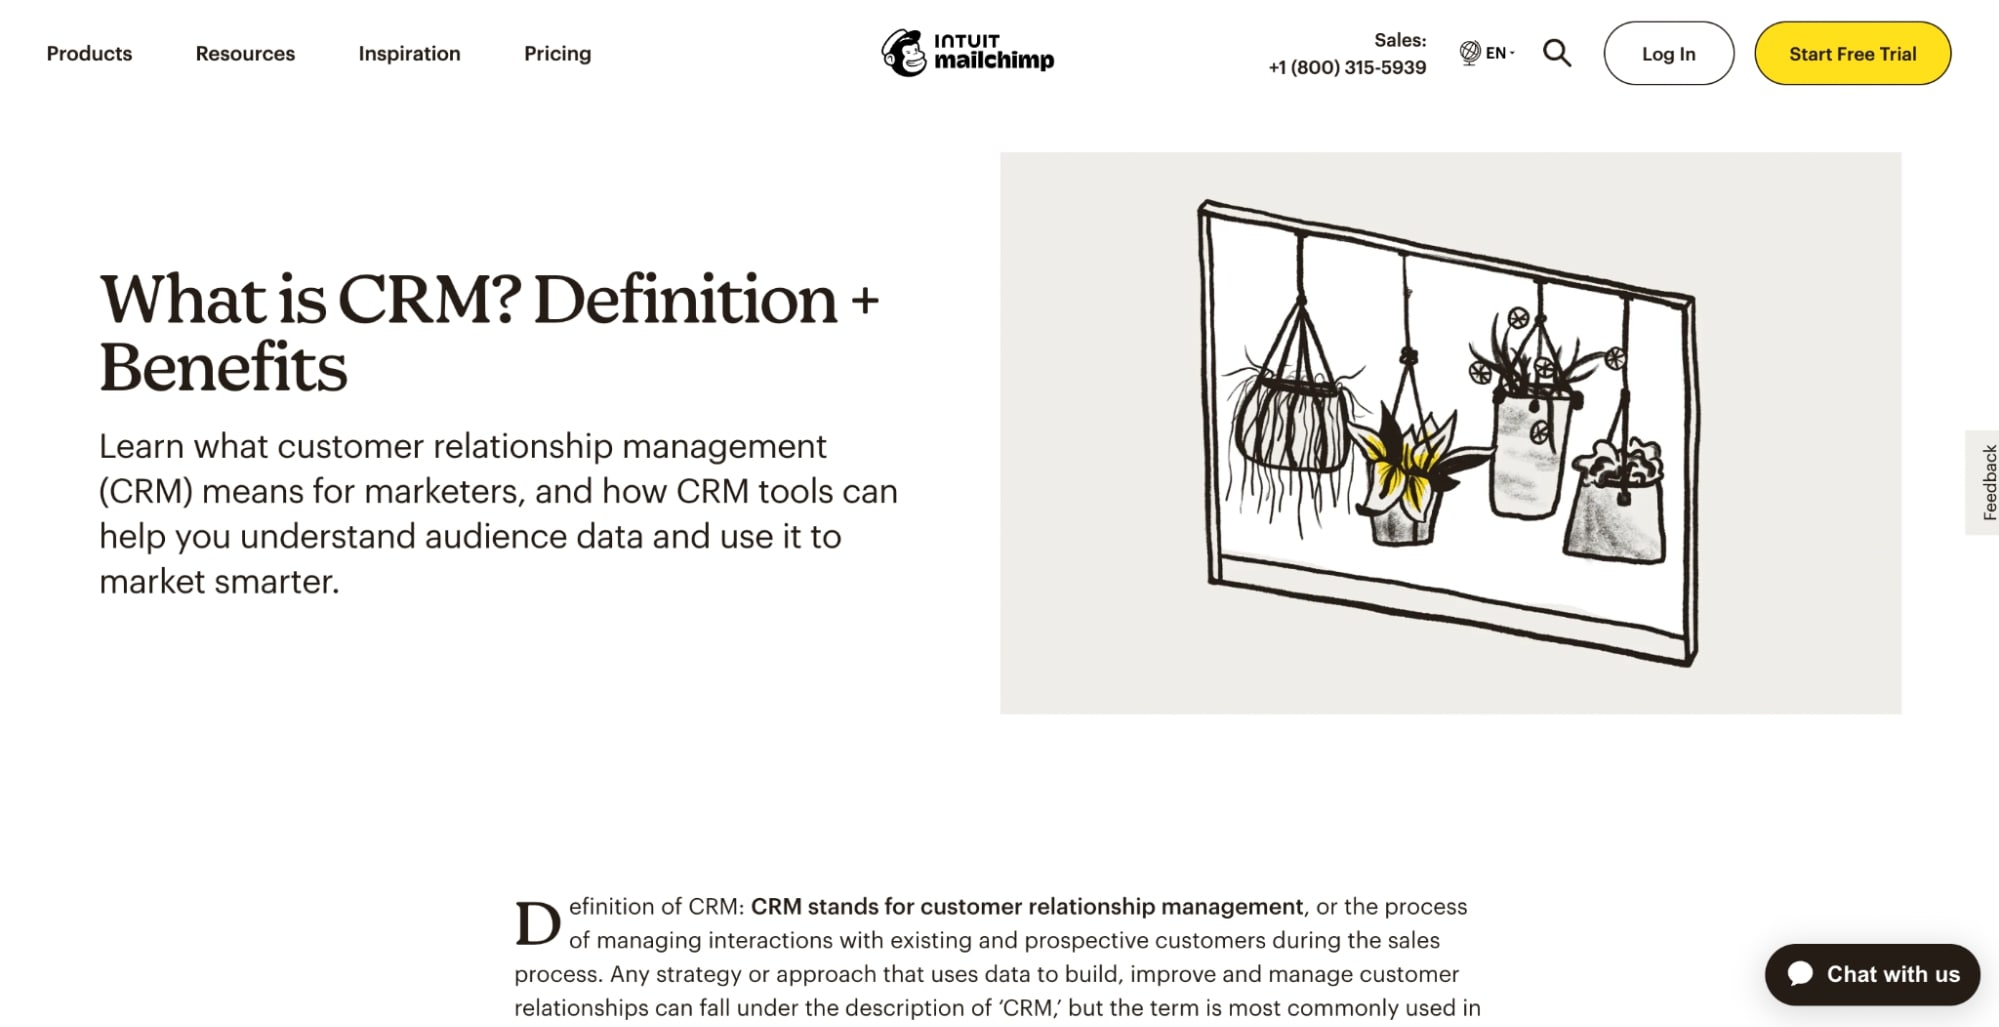 Products
Resources
Inspiration
Pricing
INTUIT
mailchimp
Sales:
+1 (800) 315-5939
EN
Log In
Start Free Trial
What is CRM? Definition +
Benefits
Learn what customer relationship management
(CRM) means for marketers, and how CRM tools can
help you understand audience data and use it to
market smarter.
Feedback
Definition of CRM: CRM stands for customer relationship management, or the process
of managing interactions with existing and prospective customers during the sales
process. Any strategy or approach that uses data to build, improve and manage customer
relationships can fall under the description of ‘CRM,’ but the term is most commonly used in
Chat with us